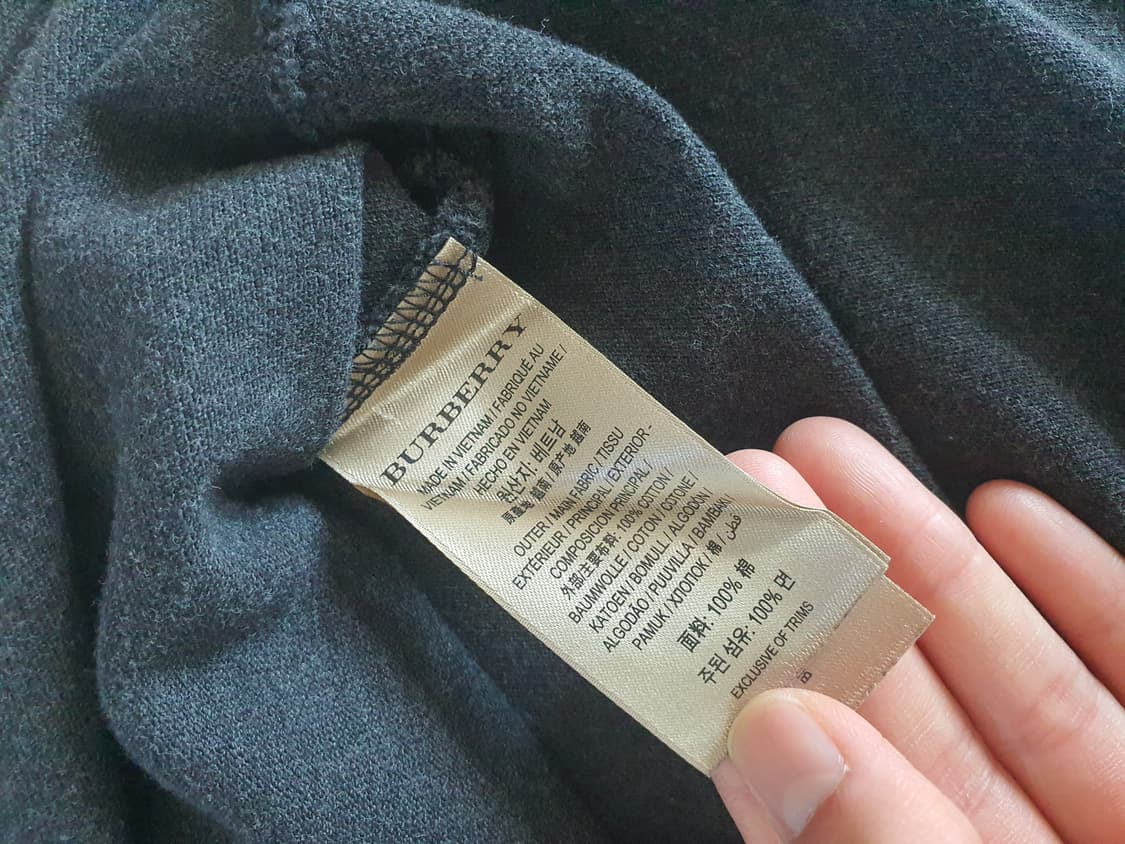 BURBERRY
MADE IN VIETNAM / FABRIQUÉ AU
VIETNAM / FABRICADO NO VIETNAME /
HECHO EN VIETNAM
원산지: 베트남
原產地 越南 / 原产地 越南
OUTER / MAIN FABRIC / TISSU
EXTÉRIEUR / PRINCIPAL / EXTERIOR -
COMPOSICION PRINCIPAL /
外部/主要布料: 100% COTTON /
BAUMWOLLE / COTON / COTONE /
KATOEN / BOMULL / ALGODÓN /
ALGODÃO / PUUVILLA / BAMBAI /
PAMUK / ХЛОПОК / 棉 /
面料: 100% 棉
주된 섬유: 100% 면
EXCLUSIVE OF TRIMS
B